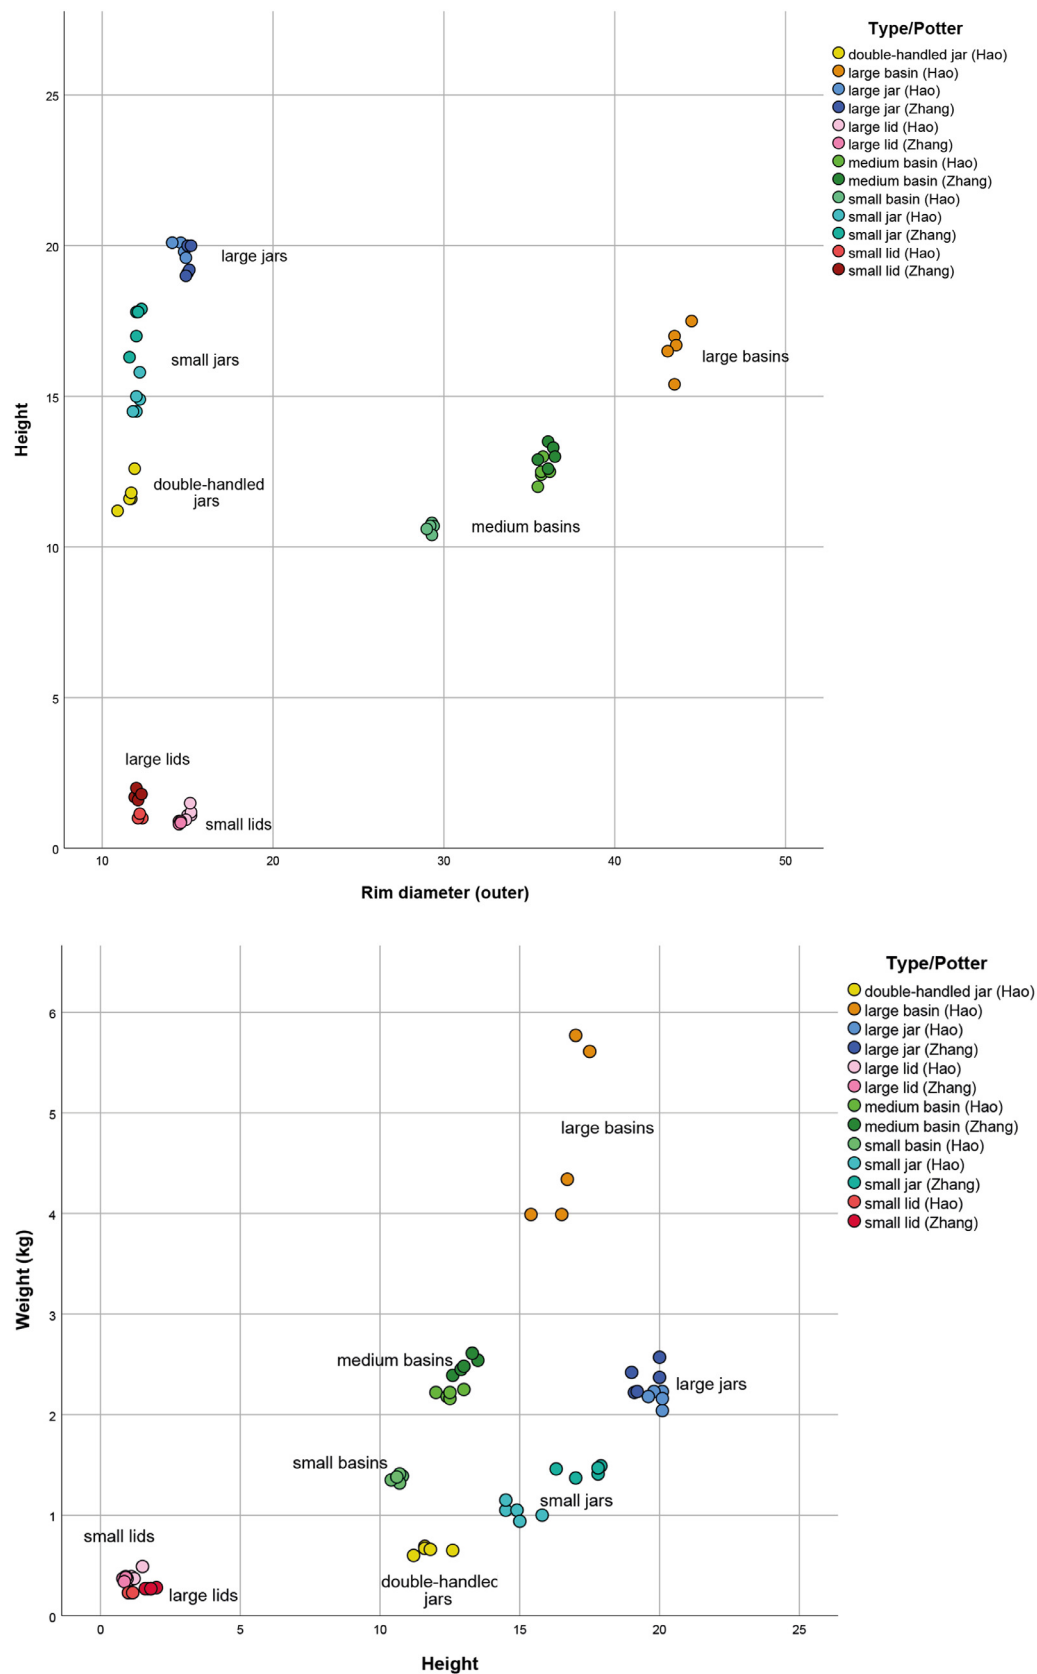 Type/Potter
double-handled jar (Hao)
large basin (Hao)
large jar (Hao)
large jar (Zhang)
large lid (Hao)
large lid (Zhang)
medium basin (Hao)
medium basin (Zhang)
small basin (Hao)
small jar (Hao)
small jar (Zhang)
small lid (Hao)
small lid (Zhang)
25
20
15
10
5
0
Height
large jars
small jars
large basins
double-handled
jars
medium basins
large lids
small lids
10
20
30
40
50
Rim diameter (outer)
Type/Potter
double-handled jar (Hao)
large basin (Hao)
large jar (Hao)
large jar (Zhang)
large lid (Hao)
large lid (Zhang)
medium basin (Hao)
medium basin (Zhang)
small basin (Hao)
small jar (Hao)
small jar (Zhang)
small lid (Hao)
small lid (Zhang)
6
5
4
3
2
1
0
Weight (kg)
large basins
medium basins
large jars
small basins
small jars
small lids
double-handlec
jars
large lids
0
5
10
15
20
25
Height